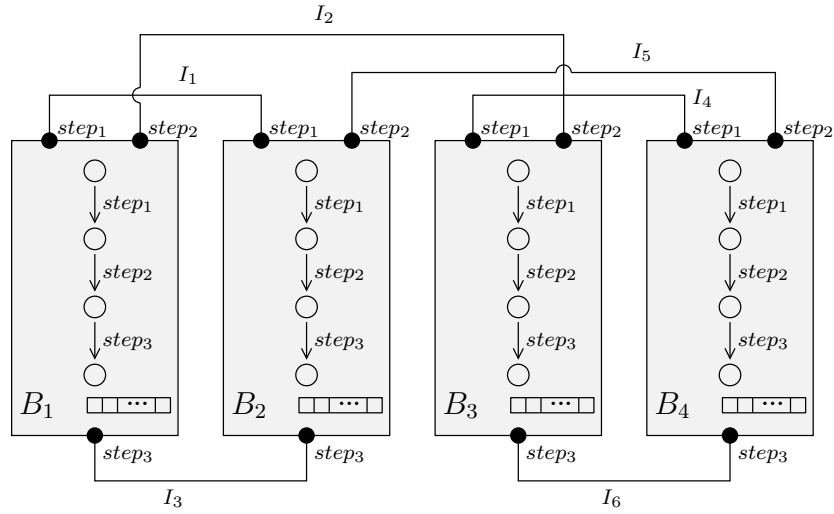 I₂
I₅
I₁
I₄
step₁ step₂ step₁ step₂ step₁ step₂ step₁ step₂
step₁ step₁ step₁ step₁
step₂ step₂ step₂ step₂
step₃ step₃ step₃ step₃
B₁ ··· B₂ ··· B₃ ··· B₄ ···
step₃ step₃ step₃ step₃
I₃ I₆